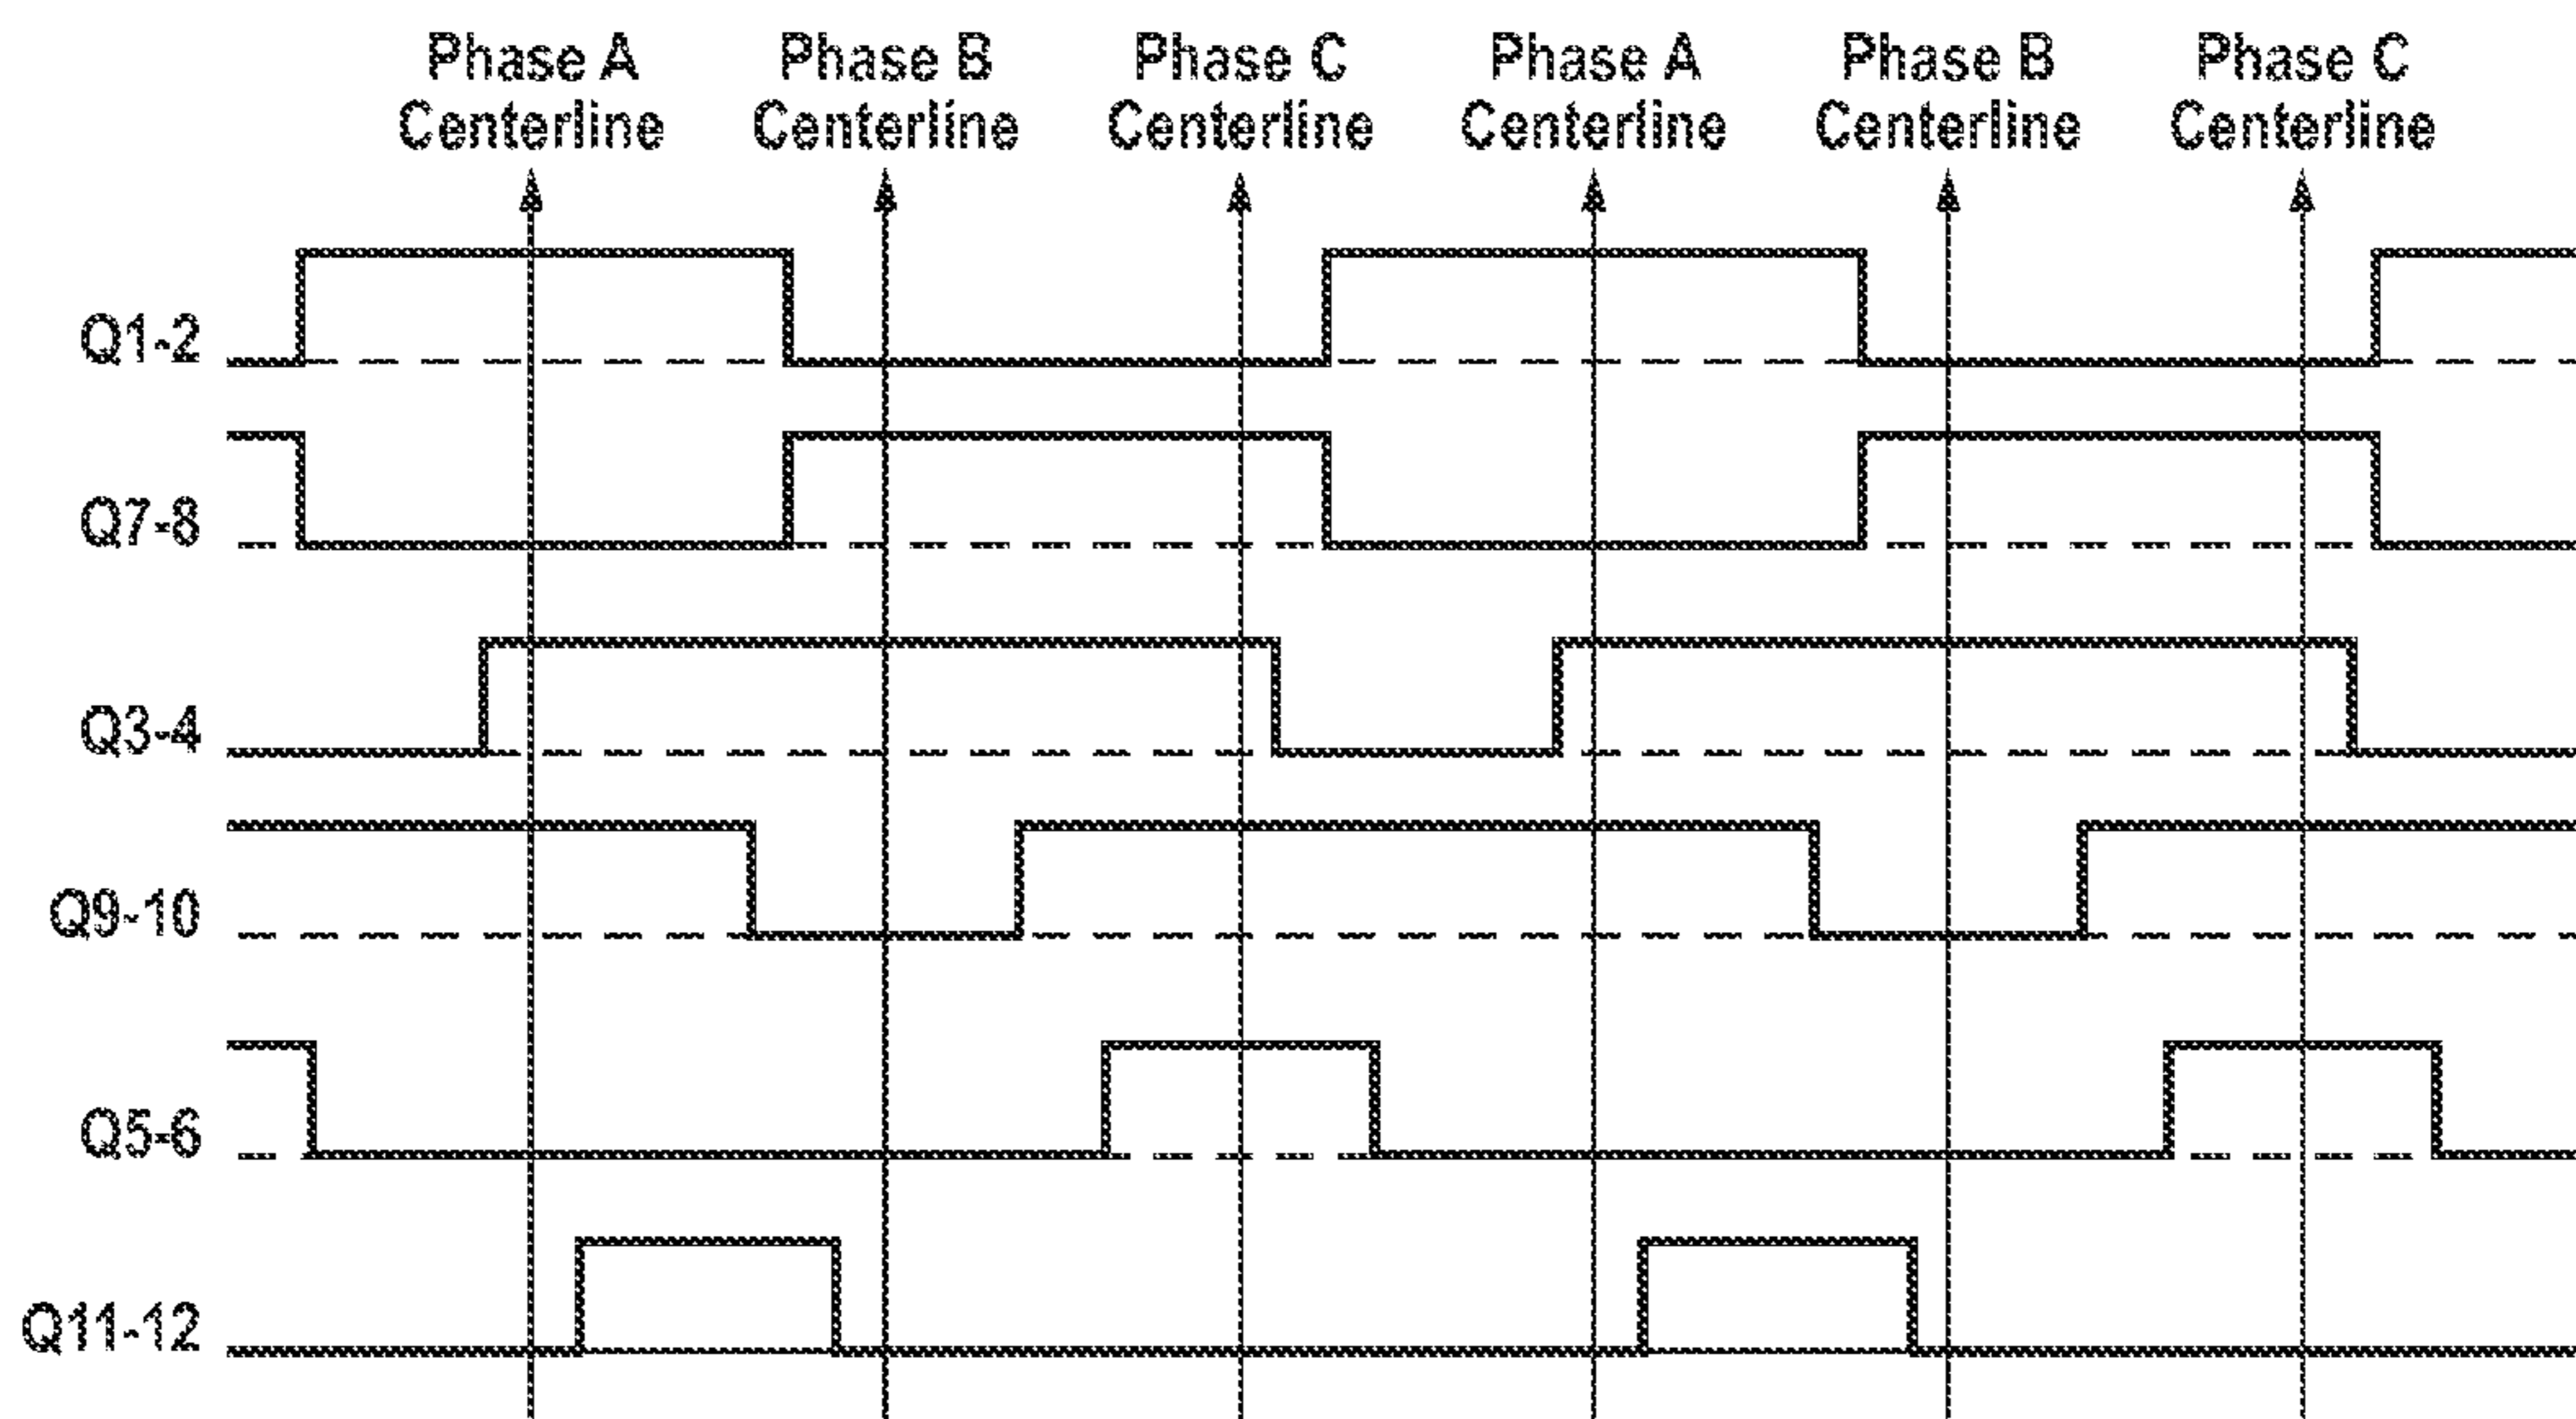 Phase A Phase B Phase C Phase A Phase B Phase C
Centerline Centerline Centerline Centerline Centerline Centerline
Q1-2
Q7-8
Q3-4
Q9-10
Q5-6
Q11-12